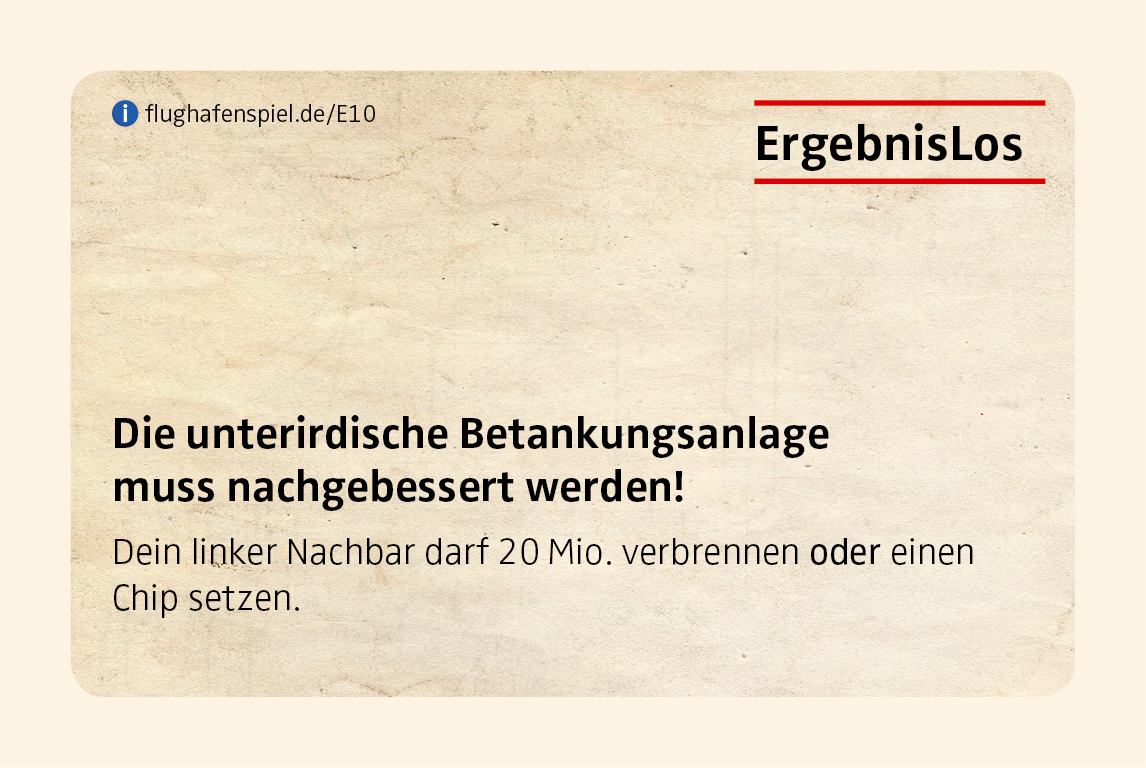 i flughafenspiel.de/E10
ErgebnisLos
Die unterirdische Betankungsanlage
muss nachgebessert werden!
Dein linker Nachbar darf 20 Mio. verbrennen oder einen
Chip setzen.